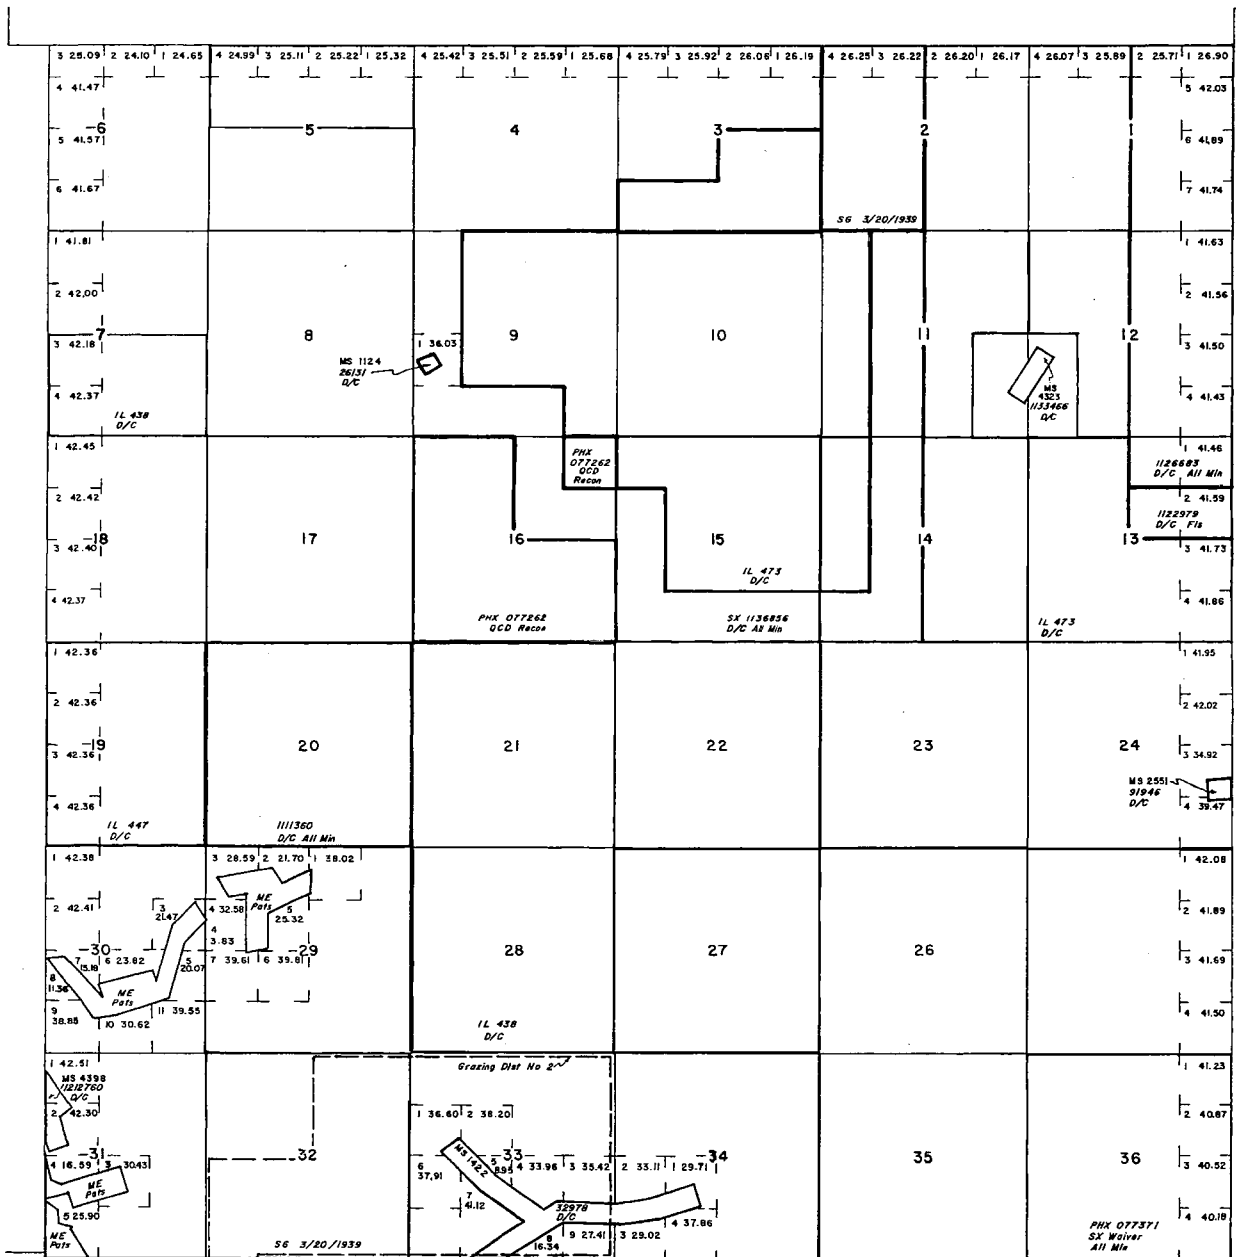 3 25.09 2 24.10 1 24.65 4 24.99 3 25.11 2 25.22 1 25.32 4 25.42 3 25.51 2 25.59 1 25.68 4 25.79 3 25.92 2 26.06 1 26.19 4 26.25 3 26.22 2 26.20 1 26.17 4 26.07 3 25.89 2 25.71 1 26.90
4 41.47
5 42.03
6 5 4 3 2 1
5 41.57
6 41.89
6 41.67
7 41.74
S6 3/20/1939
1 41.81
1 41.63
2 42.00
2 41.56
7 8 9 10 11 12
3 42.18
1 36.03
3 41.50
MS 1124
26131
D/C
MS
4323
1133466
D/C
4 42.37
4 41.43
IL 438
D/C
1 42.45
1 41.46
PHX
077262
QCD
Recon
1126683
D/C All Min
2 42.42
2 41.59
1122979
D/C Fis
18 17 16 15 14 13
3 42.40
3 41.73
IL 473
D/C
4 42.37
4 41.86
PHX 077262
QCD Recon
SX 1136856
D/C All Min
IL 473
D/C
1 42.36
1 41.95
2 42.36
2 42.02
19 20 21 22 23 24
3 42.36
3 34.92
MS 2551
91946
D/C
4 42.36
4 39.47
IL 447
D/C
1111360
D/C All Min
1 42.38
3 28.59 2 21.70 1 38.02
1 42.08
2 42.41
3
21.47
4 32.58
ME
Pats
5
25.32
2 41.89
4
3.83
30 29 28 27 26
7
15.18
6 23.82
5
20.07
7 39.61 6 39.81
3 41.69
8
11.36
ME
Pats
9
38.85
10 30.62
11 39.55
4 41.50
IL 438
D/C
1 42.51
Grazing Dist No 2
1 41.23
MS 4398
11212760
D/C
2 42.30
1 36.60 2 38.20
2 40.87
31 32 33 34 35 36
4 16.59 3 30.43
MS 1422
6
37.91
5
8.95
4 33.96 3 35.42 2 33.11 1 29.71
3 40.52
ME
Pats
7
41.12
32978
D/C
5 25.90
4 37.86
4 40.18
ME
Pats
8
16.34
9 27.41 3 29.02
S6 3/20/1939
PHX 077371
SX Waiver
All Min